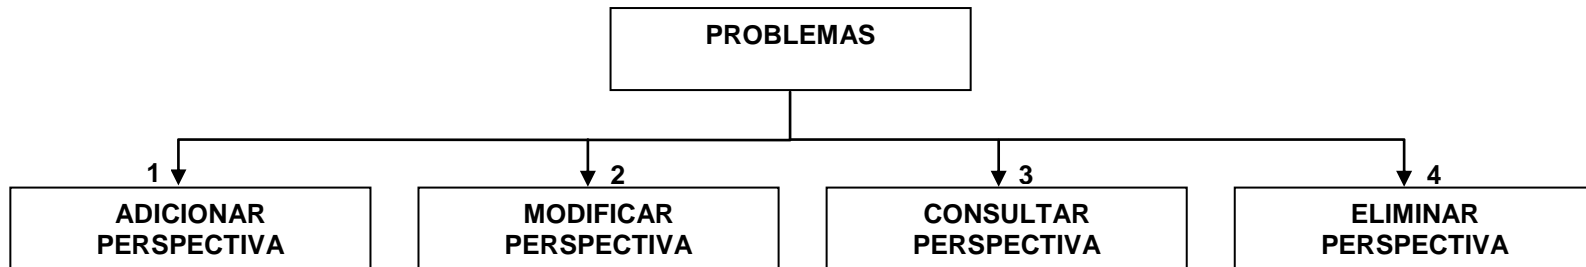 PROBLEMAS
1
2
3
4
ADICIONAR
PERSPECTIVA
MODIFICAR
PERSPECTIVA
CONSULTAR
PERSPECTIVA
ELIMINAR
PERSPECTIVA